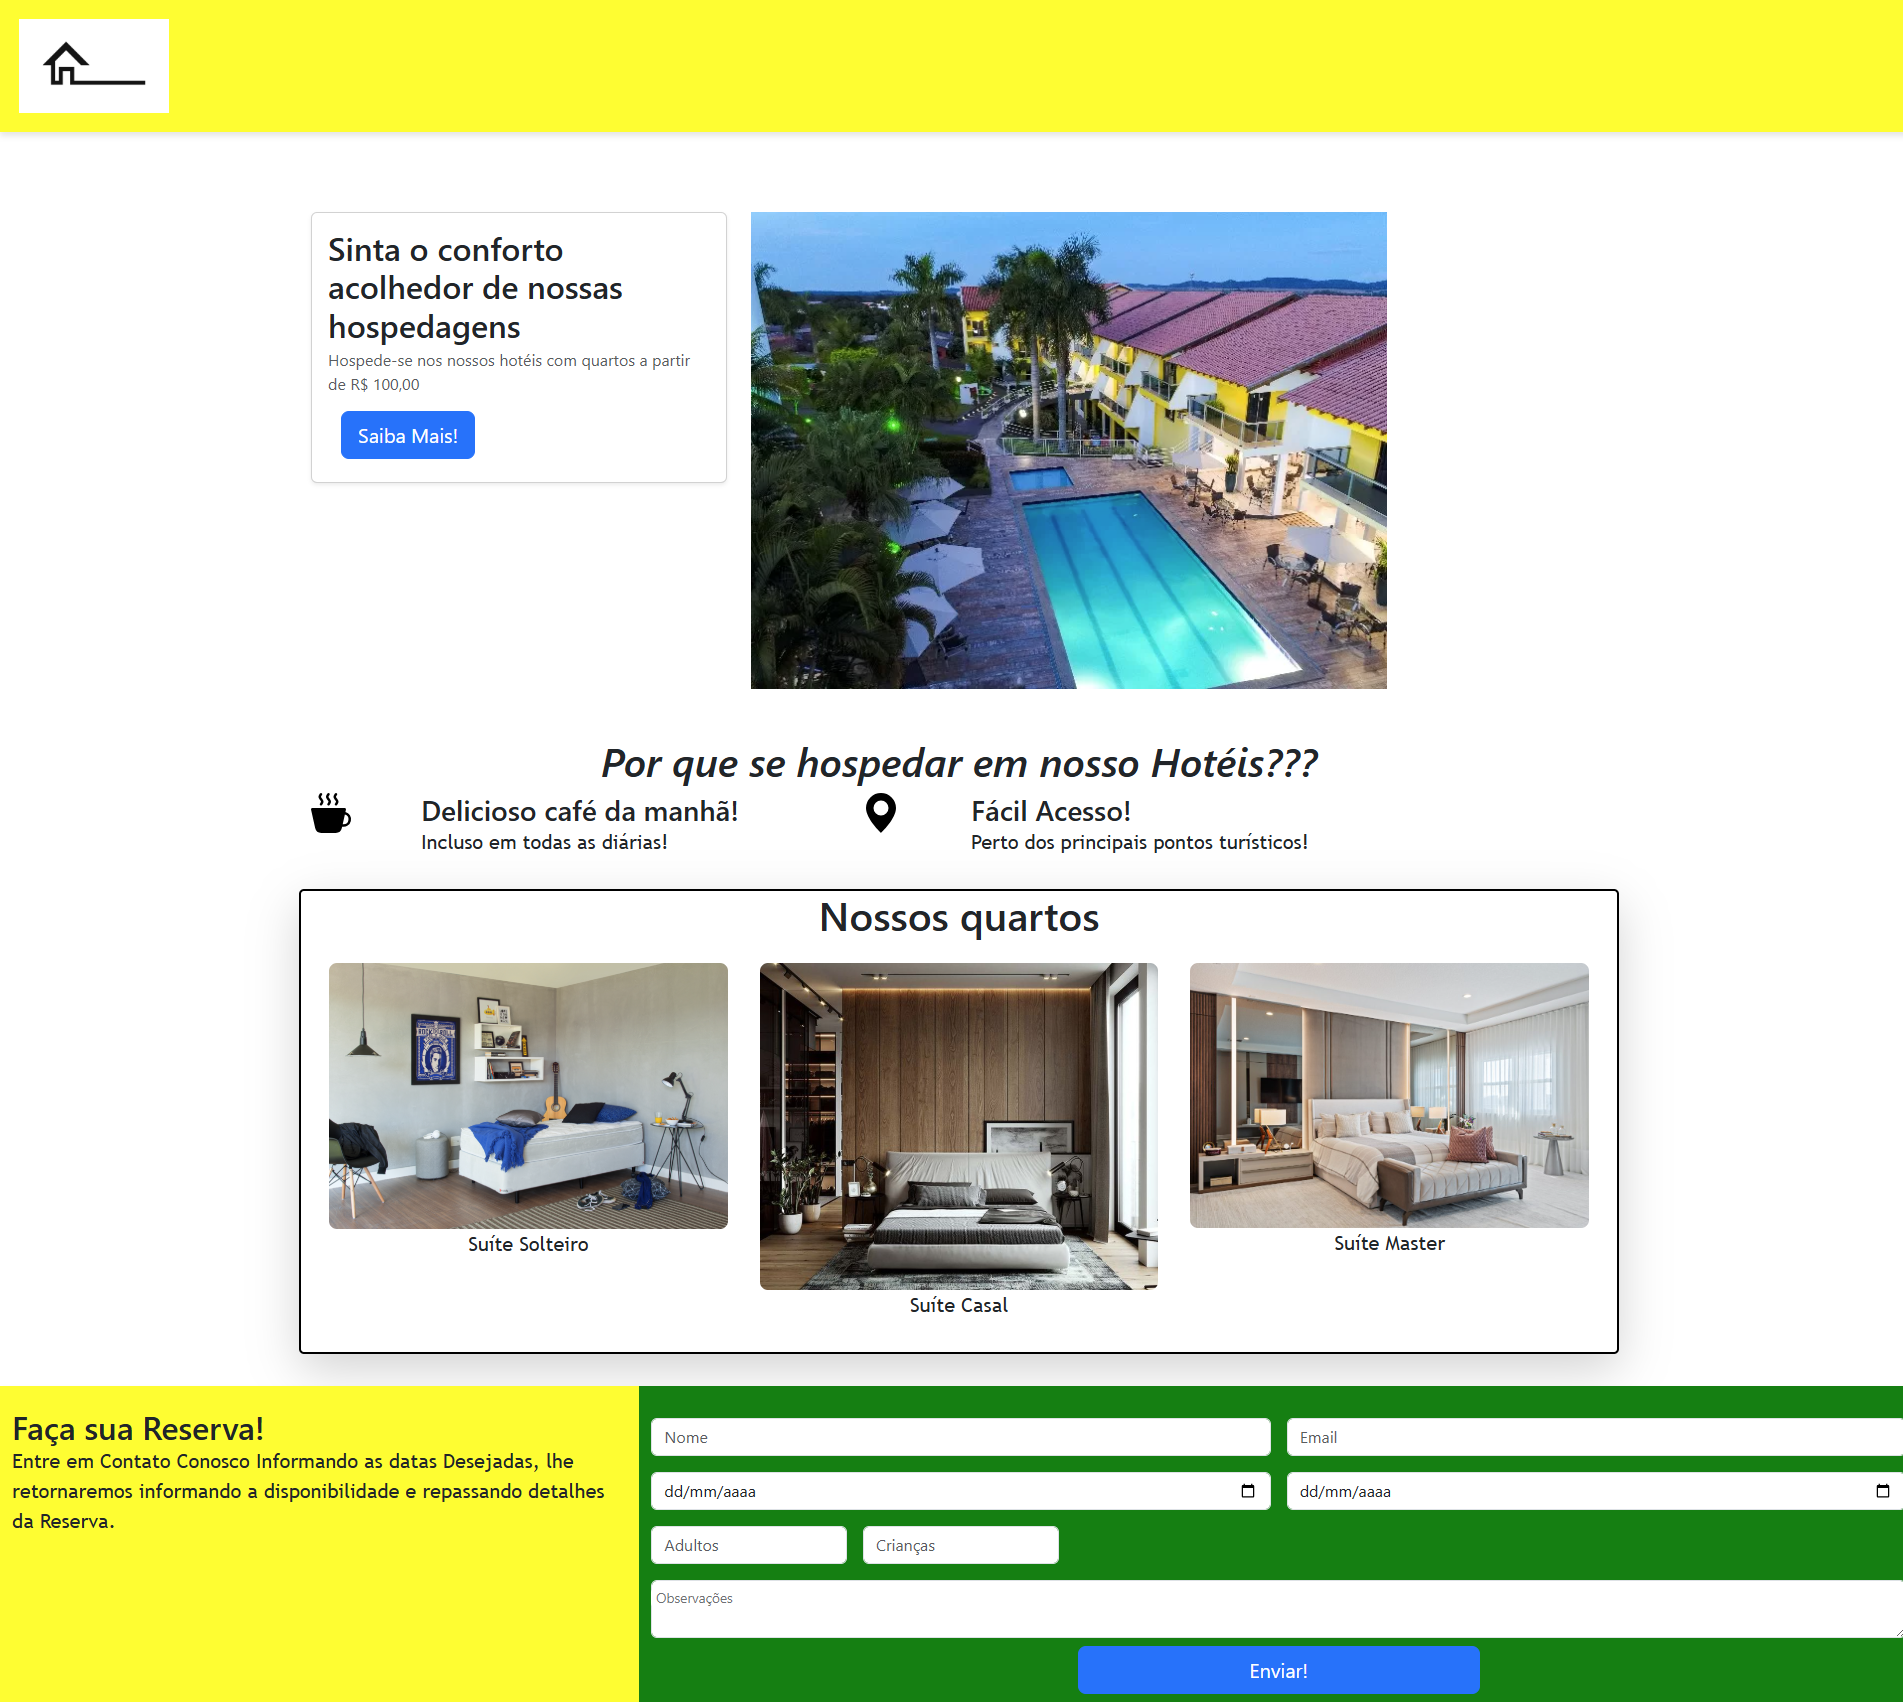 Sinta o conforto
acolhedor de nossas
hospedagens
Hospede-se nos nossos hotéis com quartos a partir
de R$ 100,00
Saiba Mais!
Por que se hospedar em nosso Hotéis???
Delicioso café da manhã!
Incluso em todas as diárias!
Fácil Acesso!
Perto dos principais pontos turísticos!
Nossos quartos
ROCK ROLL
Suíte Solteiro
Suíte Casal
Suíte Master
Faça sua Reserva!
Entre em Contato Conosco Informando as datas Desejadas, lhe
retornaremos informando a disponibilidade e repassando detalhes
da Reserva.
Nome
Email
dd/mm/aaaa
dd/mm/aaaa
Adultos
Crianças
Observações
Enviar!